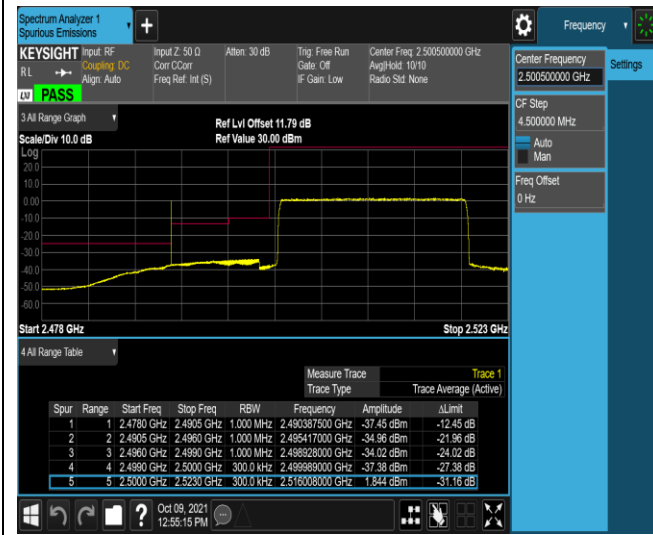 Spectrum Analyzer 1
Spurious Emissions
Frequency
KEYSIGHT
RL
Input: RF
Coupling: DC
Align: Auto
Input Z: 50 Ω
Corr CCorr
Freq Ref: Int (S)
Atten: 30 dB
Trig: Free Run
Gate: Off
IF Gain: Low
Center Freq: 2.500500000 GHz
Avg|Hold: 10/10
Radio Std: None
LXI PASS
Center Frequency
2.500500000 GHz
Settings
CF Step
4.500000 MHz
Auto
Man
Freq Offset
0 Hz
3 All Range Graph
Scale/Div 10.0 dB
Ref Lvl Offset 11.79 dB
Ref Value 30.00 dBm
Log
20.0
10.0
0.00
-10.0
-20.0
-30.0
-40.0
-50.0
-60.0
Start 2.478 GHz
Stop 2.523 GHz
4 All Range Table
Measure Trace Trace 1
Trace Type Trace Average (Active)
Spur Range Start Freq Stop Freq RBW Frequency Amplitude ΔLimit
1 1 2.4780 GHz 2.4905 GHz 1.000 MHz 2.490387500 GHz -37.45 dBm -12.45 dB
2 2 2.4905 GHz 2.4960 GHz 1.000 MHz 2.495417000 GHz -34.96 dBm -21.96 dB
3 3 2.4960 GHz 2.4990 GHz 1.000 MHz 2.498928000 GHz -34.02 dBm -24.02 dB
4 4 2.4990 GHz 2.5000 GHz 300.0 kHz 2.499989000 GHz -37.38 dBm -27.38 dB
5 5 2.5000 GHz 2.5230 GHz 300.0 kHz 2.516008000 GHz 1.844 dBm -31.16 dB
Oct 09, 2021
12:55:15 PM